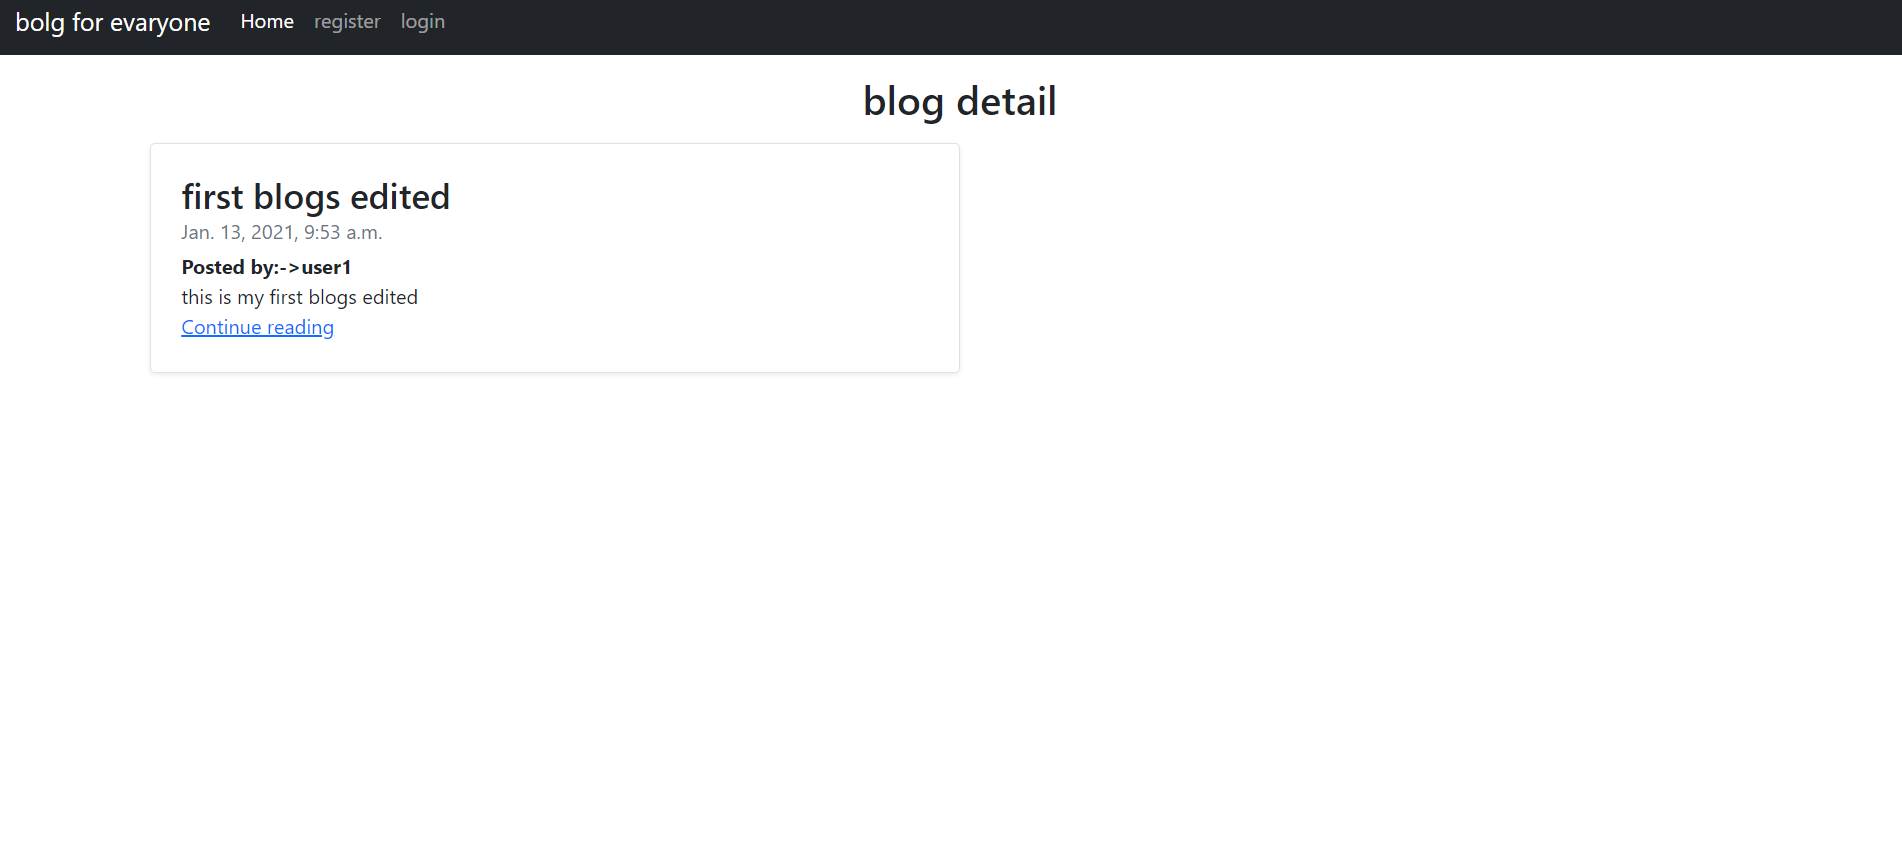 bolg for evaryone Home register login
blog detail
first blogs edited
Jan. 13, 2021, 9:53 a.m.
Posted by:->user1
this is my first blogs edited
Continue reading